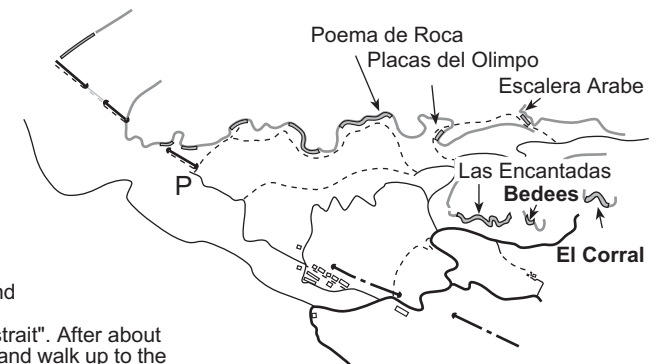 Poema de Roca
Placas del Olimpo
Escalera Arabe
P
Las Encantadas
Bedees
El Corral
strait". After about
and walk up to the